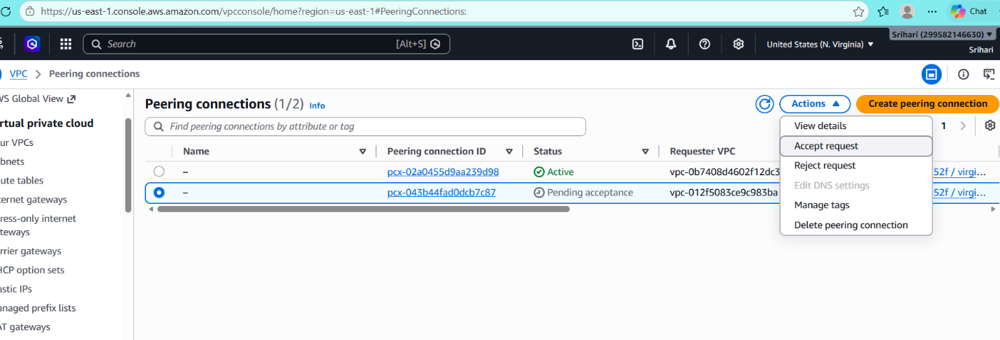 https://us-east-1.console.aws.amazon.com/vpcconsole/home?region=us-east-1#PeeringConnections:
Chat
Search [Alt+S]
United States (N. Virginia)
Srihari (299582146630)
Srihari
VPC Peering connections
WS Global View
rtual private cloud
ur VPCs
bnets
ute tables
ternet gateways
ress-only internet
teways
rrier gateways
HCP option sets
astic IPs
anaged prefix lists
AT gateways
Peering connections (1/2) Info
Actions
Create peering connection
Find peering connections by attribute or tag
1
Name Peering connection ID Status Requester VPC
– pcx-02a0455d9aa239d98 Active vpc-0b7408d4602f12dc3 52f / virgi...
– pcx-043b44fad0dcb7c87 Pending acceptance vpc-012f5083ce9c983ba 52f / virgi...
View details
Accept request
Reject request
Edit DNS settings
Manage tags
Delete peering connection